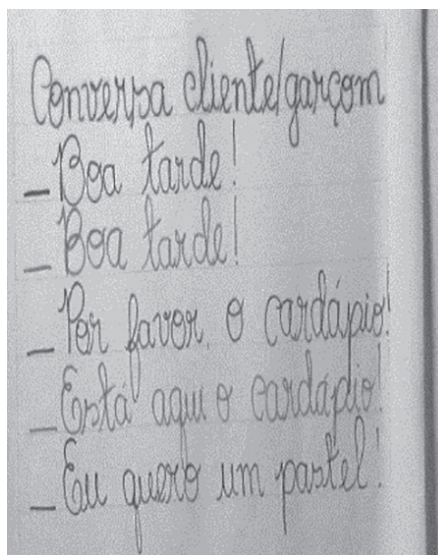 Conversa cliente/garçom
- Boa tarde!
- Boa tarde!
- Por favor, o cardápio!
- Está aqui o cardápio!
- Eu quero um pastel!